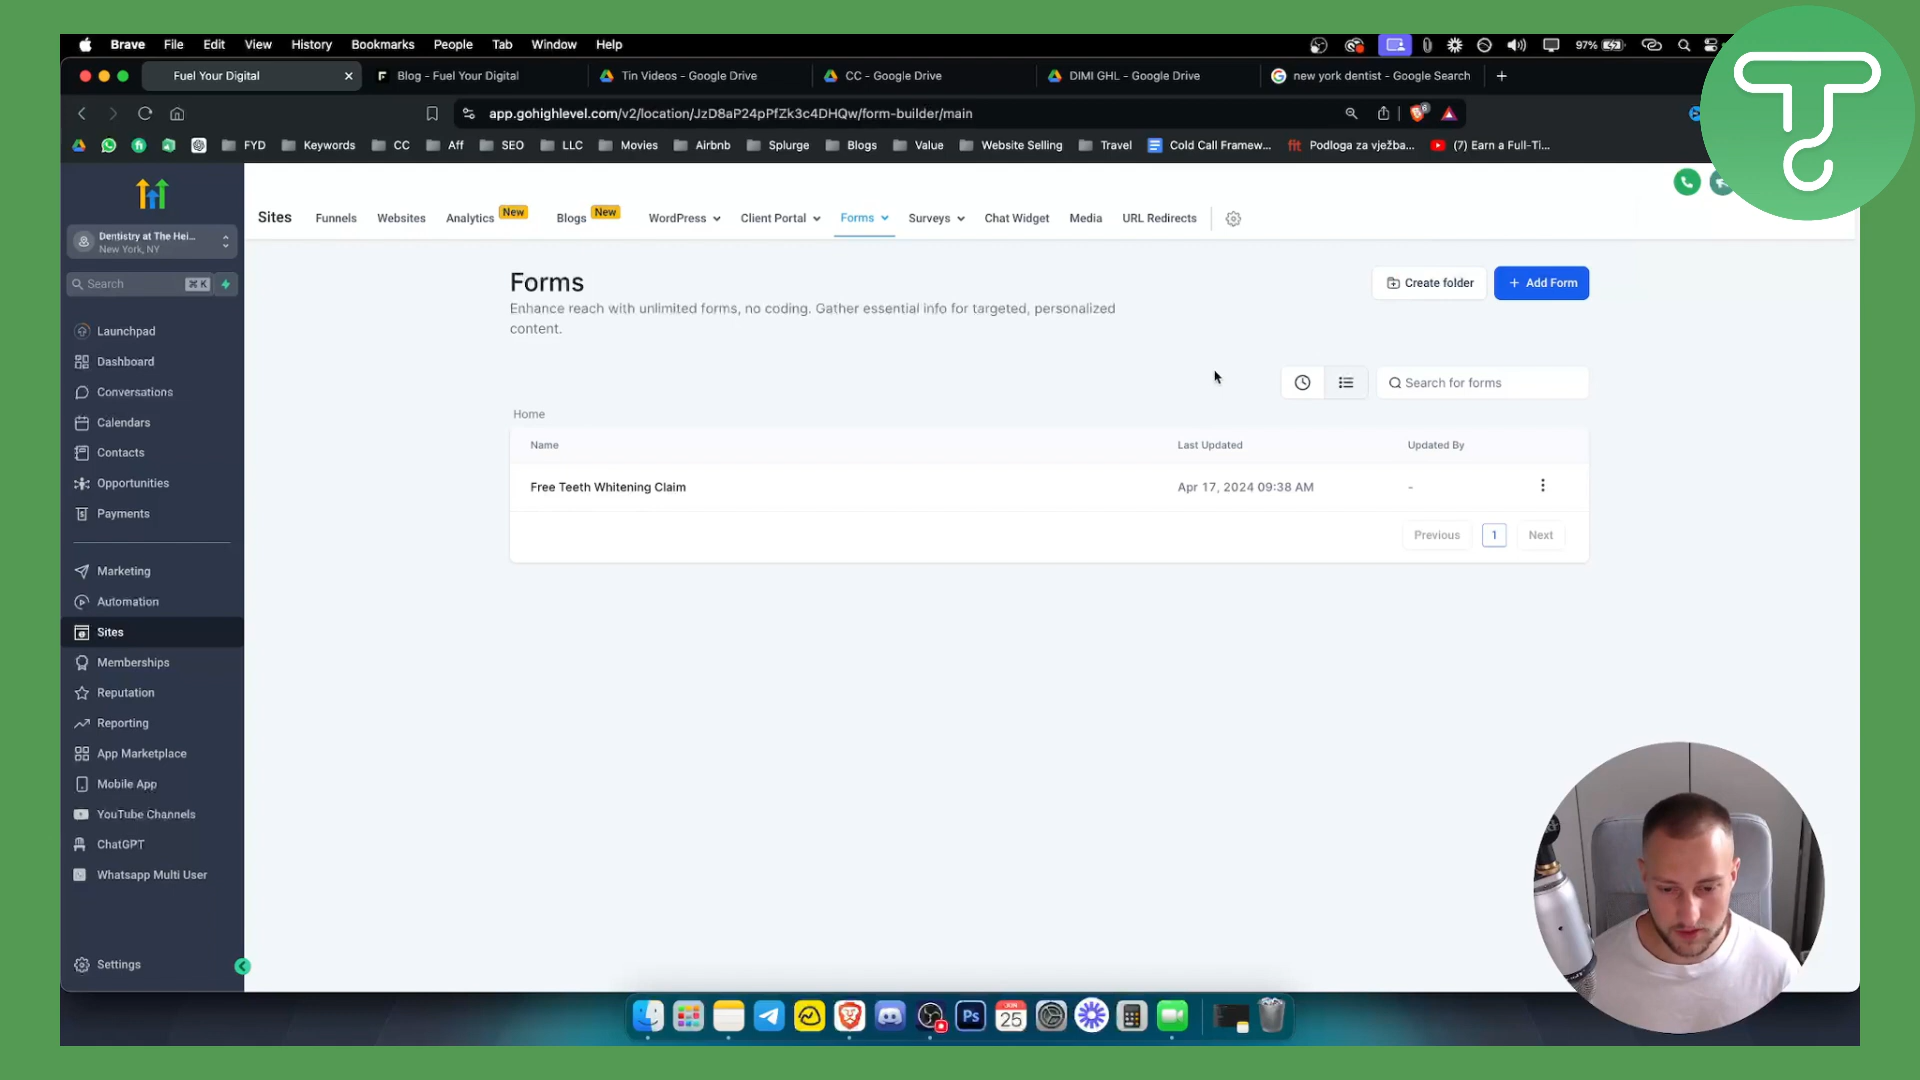 Brave File Edit View History Bookmarks People Tab Window Help 97%
Fuel Your Digital Blog - Fuel Your Digital Tin Videos - Google Drive CC - Google Drive DIMI GHL - Google Drive new york dentist - Google Search
app.gohighlevel.com/v2/location/JzD8aP24pPfZk3c4DHQw/form-builder/main
FYD Keywords CC Aff SEO LLC Movies Airbnb Splurge Blogs Value Website Selling Travel Cold Call Framew... Podloga za vježba... (7) Earn a Full-Ti...
Sites Funnels Websites Analytics New Blogs New WordPress Client Portal Forms Surveys Chat Widget Media URL Redirects
Dentistry at The Hei...
New York, NY
Search ⌘ K
Launchpad
Dashboard
Conversations
Calendars
Contacts
Opportunities
Payments
Marketing
Automation
Sites
Memberships
Reputation
Reporting
App Marketplace
Mobile App
YouTube Channels
ChatGPT
Whatsapp Multi User
Settings
Forms
Enhance reach with unlimited forms, no coding. Gather essential info for targeted, personalized
content.
Create folder + Add Form
Search for forms
Home
Name Last Updated Updated By
Free Teeth Whitening Claim Apr 17, 2024 09:38 AM -
Previous 1 Next
Ps
JUN
25